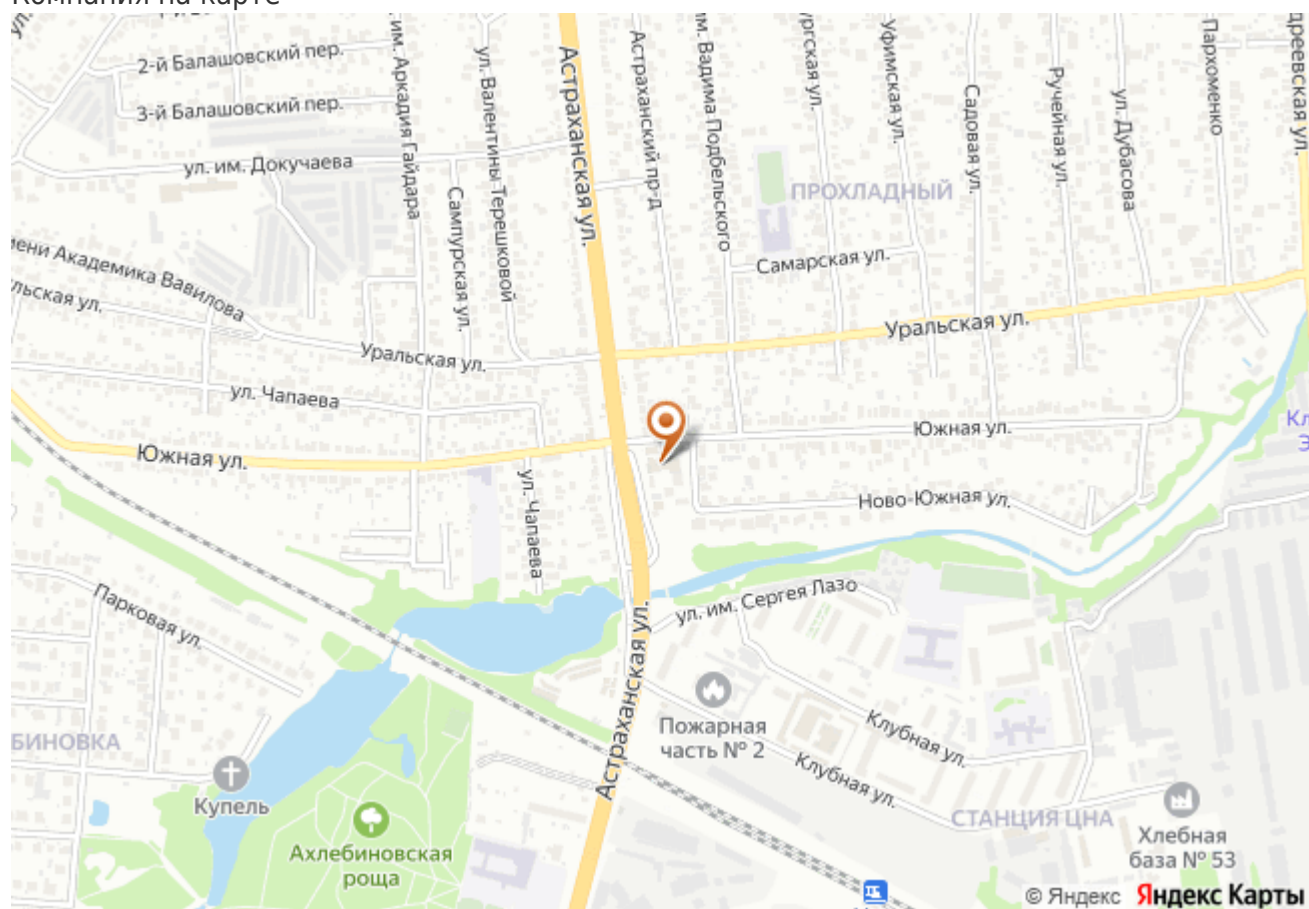 Компания на карте
2-й Балашовский пер.
3-й Балашовский пер.
ул. им. Докучаева
им. Аркадия Гайдара
Сампурская ул.
ул. Валентины Терешковой
Астраханская ул.
Астраханский пр-д
им. Вадима Подбельского
Уфимская ул.
Садовая ул.
Ручейная ул.
ул. Дубасова
Пархоменко
ПРОХЛАДНЫЙ
Самарская ул.
Уральская ул.
Уральская ул.
ул. Чапаева
Южная ул.
ул. Чапаева
Южная ул.
Ново-Южная ул.
Парковая ул.
ул. им. Сергея Лазо
Астраханская ул.
Пожарная
часть № 2
Клубная ул.
Клубная ул.
Купель
Ахлебиновская
роща
СТАНЦИЯ ЦНА
Хлебная
база № 53
© Яндекс Яндекс Карты